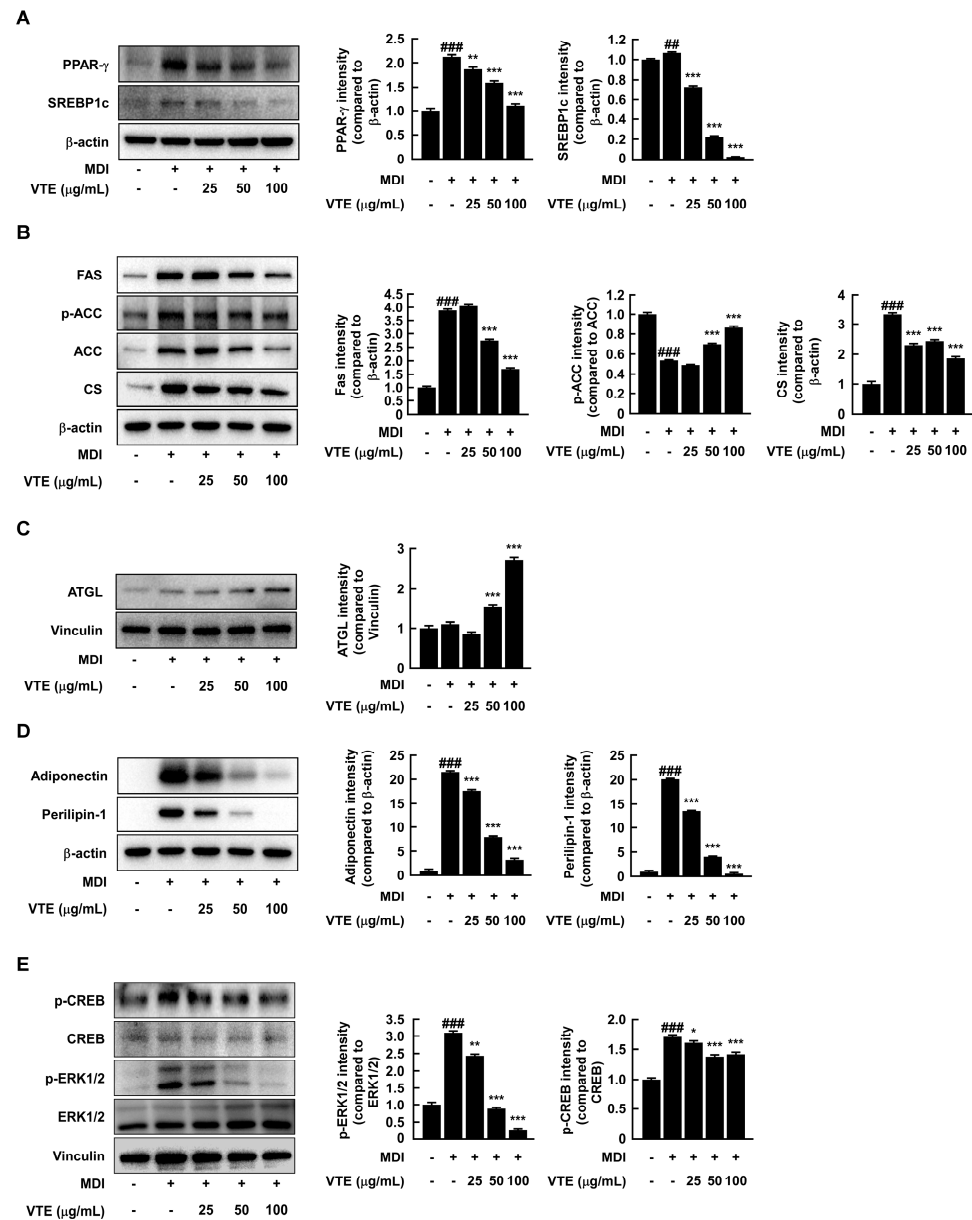 A
PPAR-γ
SREBP1c
β-actin
MDI - + + + +
VTE (μg/mL) - - 25 50 100
PPAR-γ intensity
(compared to
β-actin)
2.5
2.0
1.5
1.0
0.5
0
###
**
***
***
MDI - + + + +
VTE (μg/mL) - - 25 50 100
SREBP1c intensity
(compared to
β-actin)
1.2
1.0
0.8
0.6
0.4
0.2
0
##
***
***
***
MDI - + + + +
VTE (μg/mL) - - 25 50 100
B
FAS
p-ACC
ACC
CS
β-actin
MDI - + + + +
VTE (μg/mL) - - 25 50 100
Fas intensity
(compared to
β-actin)
4.5
4.0
3.5
3.0
2.5
2.0
1.5
1.0
0.5
0
###
***
***
MDI - + + + +
VTE (μg/mL) - - 25 50 100
p-ACC intensity
(compared to ACC)
1.2
1.0
0.8
0.6
0.4
0.2
0
###
***
***
MDI - + + + +
VTE (μg/mL) - - 25 50 100
CS intensity
(compared to
β-actin)
4
3
2
1
0
###
***
***
***
MDI - + + + +
VTE (μg/mL) - - 25 50 100
C
ATGL
Vinculin
MDI - + + + +
VTE (μg/mL) - - 25 50 100
ATGL intensity
(compared to
Vinculin)
3
2
1
0
***
***
MDI - + + + +
VTE (μg/mL) - - 25 50 100
D
Adiponectin
Perilipin-1
β-actin
MDI - + + + +
VTE (μg/mL) - - 25 50 100
Adiponectin intensity
(compared to β-actin)
25
20
15
10
5
0
###
***
***
***
MDI - + + + +
VTE (μg/mL) - - 25 50 100
Perilipin-1 intensity
(compared to β-actin)
25
20
15
10
5
0
###
***
***
***
MDI - + + + +
VTE (μg/mL) - - 25 50 100
E
p-CREB
CREB
p-ERK1/2
ERK1/2
Vinculin
MDI - + + + +
VTE (μg/mL) - - 25 50 100
p-ERK1/2 intensity
(compared to
ERK1/2)
3.5
3.0
2.5
2.0
1.5
1.0
0.5
0
###
**
***
***
MDI - + + + +
VTE (μg/mL) - - 25 50 100
p-CREB intensity
(compared to
CREB)
2.0
1.5
1.0
0.5
0
###
*
***
***
MDI - + + + +
VTE (μg/mL) - - 25 50 100